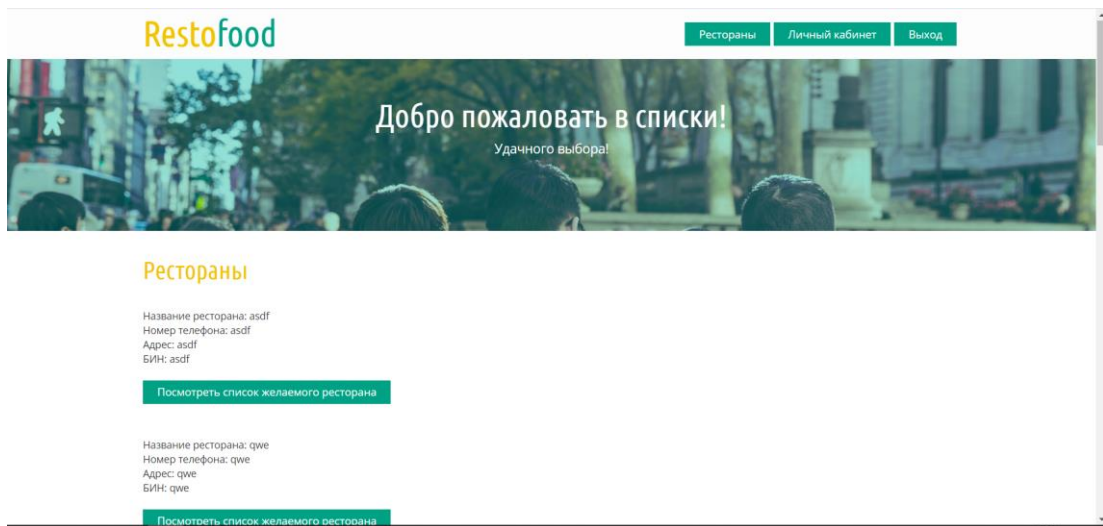 Restofood
Рестораны Личный кабинет Выход
Добро пожаловать в списки!
Удачного выбора!
Рестораны
Название ресторана: asdf
Номер телефона: asdf
Адрес: asdf
БИН: asdf
Посмотреть список желаемого ресторана
Название ресторана: qwe
Номер телефона: qwe
Адрес: qwe
БИН: qwe
Посмотреть список желаемого ресторана